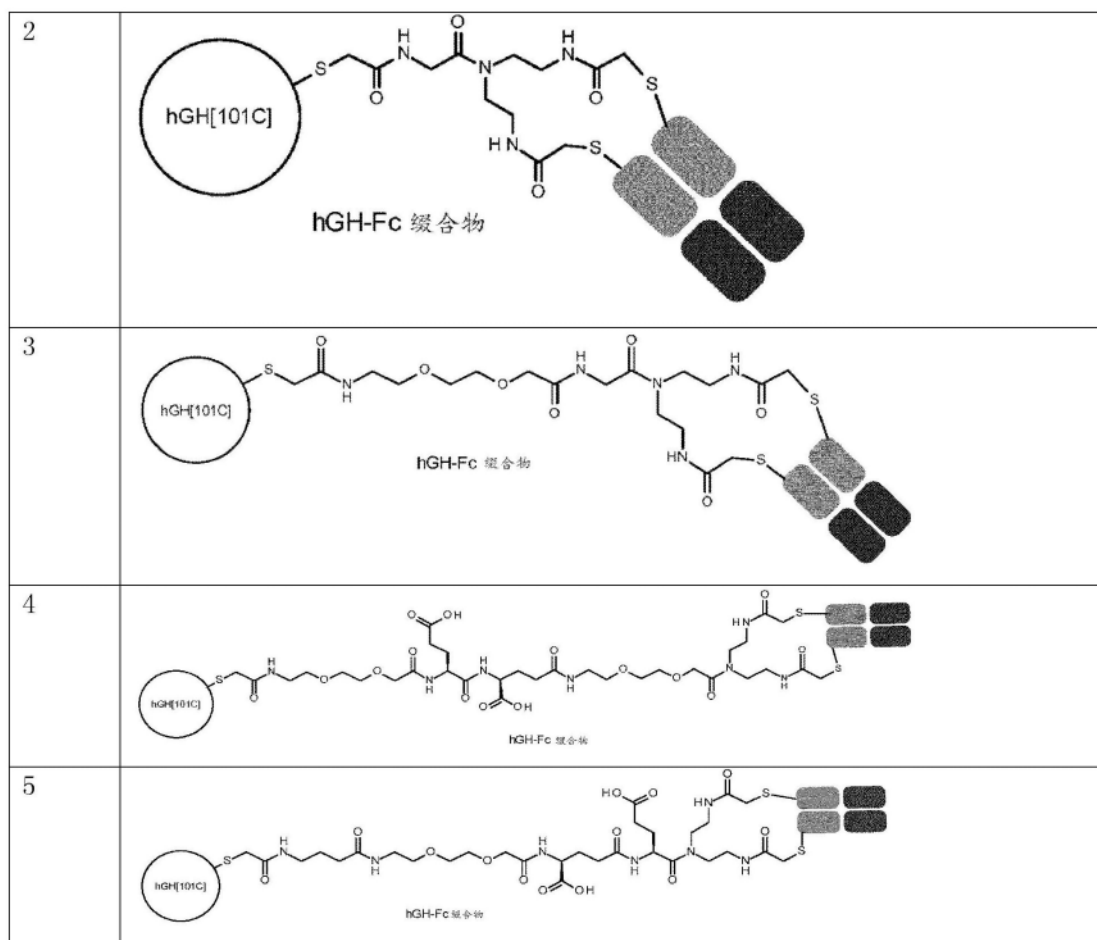 2
O
H H
S N N S
N
O O
hGH[101C]
H N S
O
hGH-Fc 缀合物
3
O O
H H
S O N N
N O N S
H O O
hGH[101C]
HN S
O
hGH-Fc 缀合物
4
O
O OH HN S
H O H O O O S
S N O N O N
O O N N O O N
H O H O H
hGH[101C]
O OH
hGH-Fc 缀合物
5
O
HO O HN S
H O H O S
S N O N N O
O N O O N O N
H H H
hGH[101C]
O OH
hGH-Fc 缀合物